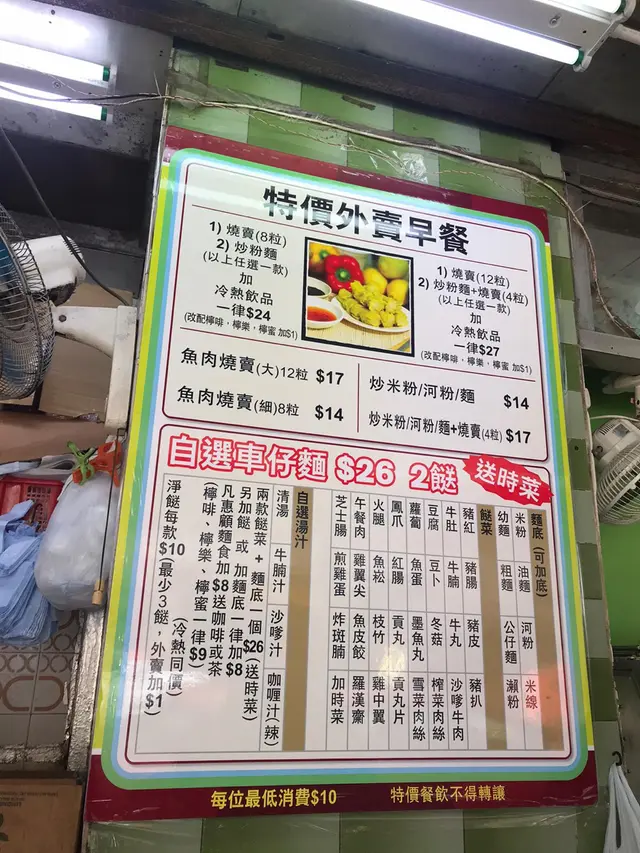 特價外賣早餐
1) 燒賣(8粒)
2) 炒粉麵
(以上任選一款)
加
冷熱飲品
一律$24
(改配檸啡，檸樂，檸蜜 加$1)
1) 燒賣(12粒)
2) 炒粉麵+燒賣(4粒)
(以上任選一款)
加
冷熱飲品
一律$27
(改配檸啡，檸樂，檸蜜 加$1)
魚肉燒賣(大)12粒 $17
魚肉燒賣(細)8粒 $14
炒米粉/河粉/麵 $14
炒米粉/河粉/麵+燒賣(4粒) $17
自選車仔麵 $26 2餸
送時菜
麵底(可加底)
米粉 油麵 河粉 米線
幼麵 粗麵 公仔麵 瀨粉
餸菜
豬紅 豬腸 豬皮 豬扒
牛肚 牛腩 牛丸 沙嗲牛肉
豆腐 豆卜 冬菇 榨菜肉絲
蘿蔔 魚蛋 墨魚丸 雪菜肉絲
鳳爪 紅腸 貢丸 貢丸片
火腿 魚崧 枝竹 雞中翼
午餐肉 雞翼尖 魚皮餃 羅漢齋
芝士腸 煎雞蛋 炸斑腩 加時菜
自選湯汁
清湯 牛腩汁 沙嗲汁 咖喱汁(辣)
兩款餸菜+麵底一個$26(送時菜)
另加餸 或 加麵底一律加$8
凡惠顧麵食加$8送咖啡或茶
(檸啡、檸樂、檸蜜一律$9)
(冷熱同價)
淨餸每款$10(最少3餸，外賣加$1)
每位最低消費$10
特價餐飲不得轉讓